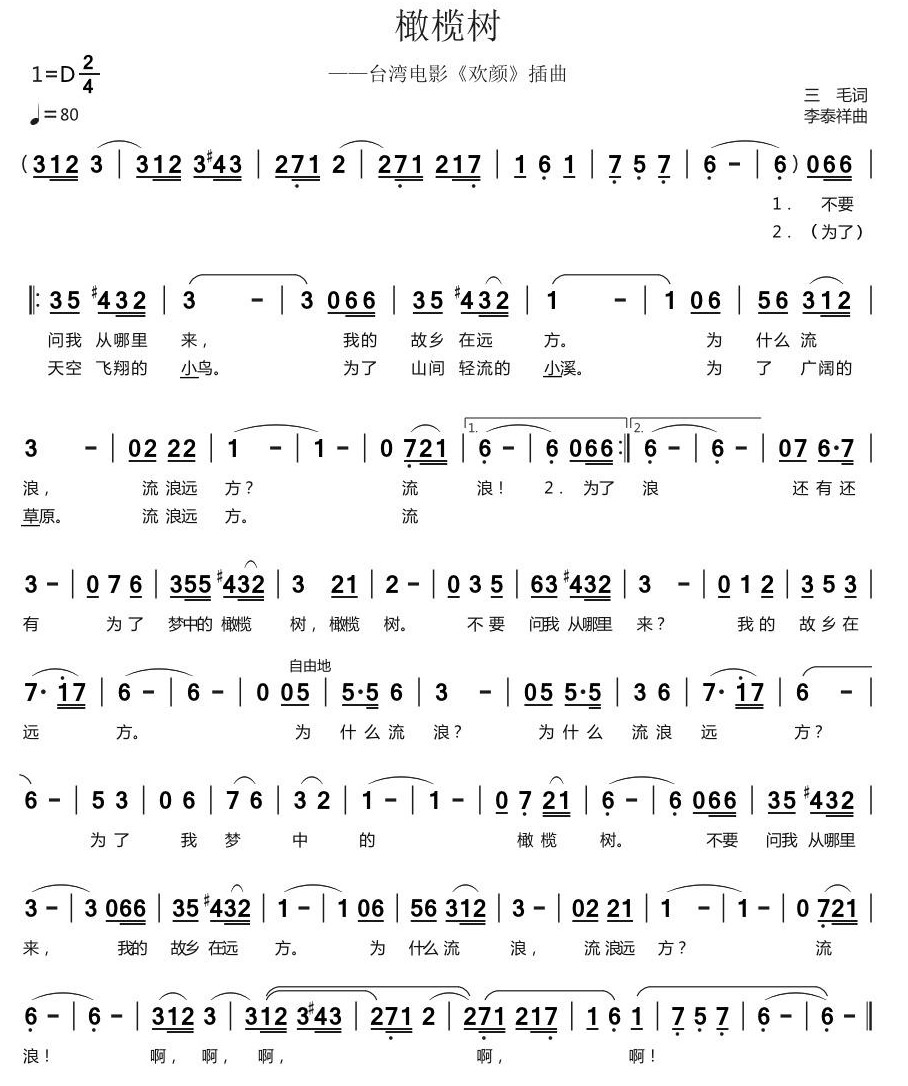 橄榄树
1=D 2/4
——台湾电影《欢颜》插曲
♩=80
三 毛词
李泰祥曲
(312 3 | 312 3#43 | 271 2 | 271 217 | 1 6 1 | 7 5 7 | 6 – | 6) 066 |
1. 不要
2. (为了)
‖: 35 #432 | 3 – | 3 066 | 35 #432 | 1 – | 1 06 | 56 312 |
问我 从哪里 来， 我的 故乡 在远 方。 为 什么 流
天空 飞翔的 小鸟。 为了 山间 轻流的 小溪。 为 了 广阔的
3 – | 02 22 | 1 – | 1 – | 0 721 | 1. 6 – | 6 066 :‖ 2. 6 – | 6 – | 07 6·7 |
浪， 流 浪远 方？ 流 浪！ 2. 为了 浪 还 有 还
草原。 流 浪远 方。 流
3 – | 0 7 6 | 355 #432 | 3 21 | 2 – | 0 3 5 | 63 #432 | 3 – | 0 1 2 | 3 5 3 |
有 为 了 梦中的 橄榄 树，橄榄 树。 不 要 问我 从哪里 来？ 我 的 故 乡 在
自由地
7· 17 | 6 – | 6 – | 0 05 | 5·5 6 | 3 – | 05 5·5 | 3 6 | 7· 17 | 6 – |
远 方。 为 什 么 流 浪？ 为 什 么 流 浪 远 方？
6 – | 5 3 | 0 6 | 7 6 | 3 2 | 1 – | 1 – | 0 7 21 | 6 – | 6 066 | 35 #432 |
为 了 我 梦 中 的 橄 榄 树。 不要 问我 从哪里
3 – | 3 066 | 35 #432 | 1 – | 1 06 | 56 312 | 3 – | 02 21 | 1 – | 1 – | 0 721 |
来， 我的 故乡 在远 方。 为 什么 流 浪， 流 浪远 方？ 流
6 – | 6 – | 312 3 | 312 3#43 | 271 2 | 271 217 | 1 6 1 | 7 5 7 | 6 – | 6 – ‖
浪！ 啊， 啊， 啊， 啊， 啊！